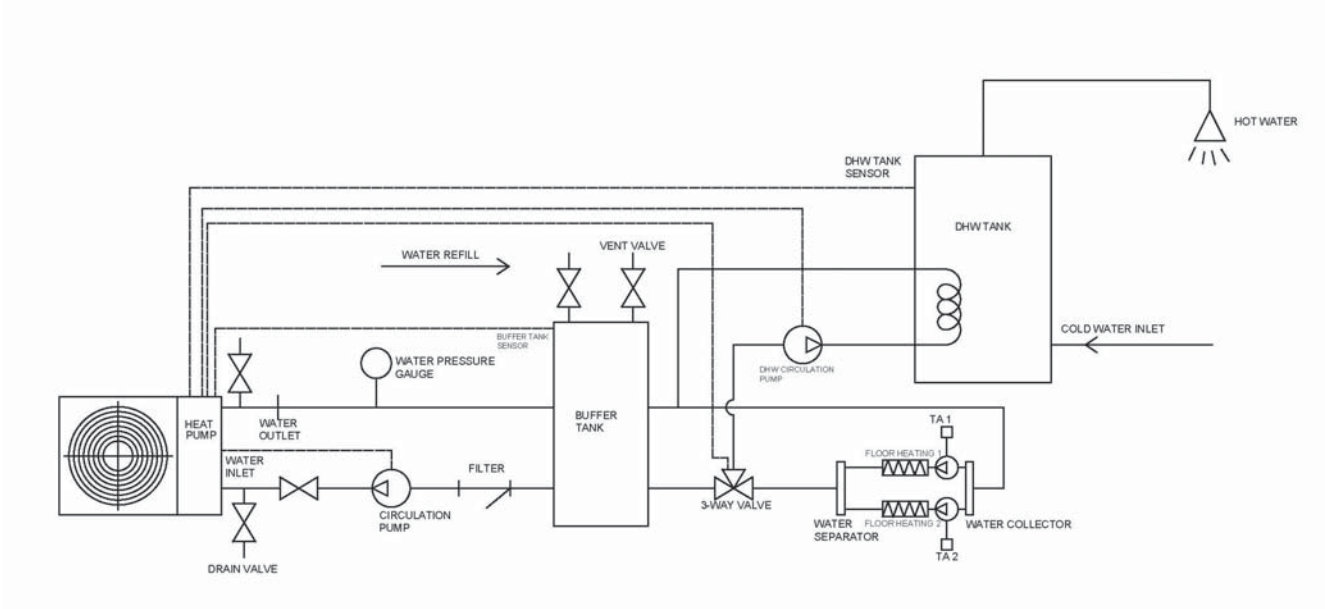 HOT WATER
DHW TANK
SENSOR
DHW TANK
VENT VALVE
WATER REFILL
COLD WATER INLET
BUFFER TANK
SENSOR
WATER PRESSURE
GAUGE
DHW CIRCULATION
PUMP
HEAT
PUMP
WATER
OUTLET
BUFFER
TANK
TA 1
WATER
INLET
FILTER
FLOOR HEATING 1
3-WAY VALVE
CIRCULATION
PUMP
WATER
SEPARATOR
FLOOR HEATING 2
WATER COLLECTOR
TA 2
DRAIN VALVE